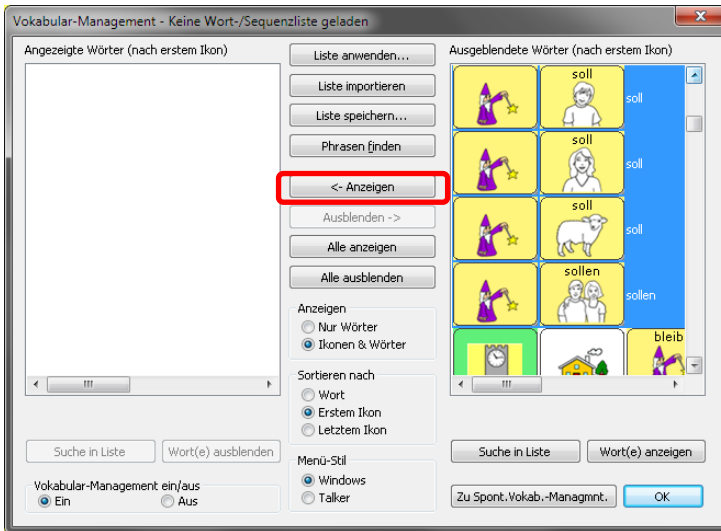 Vokabular-Management - Keine Wort-/Sequenzliste geladen
Angezeigte Wörter (nach erstem Ikon)
Liste anwenden...
Liste importieren
Liste speichern...
Phrasen finden
<- Anzeigen
Ausblenden ->
Alle anzeigen
Alle ausblenden
Anzeigen
Nur Wörter
Ikonen & Wörter
Sortieren nach
Wort
Erstem Ikon
Letztem Ikon
Menü-Stil
Windows
Talker
Ausgeblendete Wörter (nach erstem Ikon)
soll
soll
soll
soll
soll
soll
sollen
sollen
bleib
Suche in Liste
Wort(e) ausblenden
Vokabular-Management ein/aus
Ein
Aus
Suche in Liste
Wort(e) anzeigen
Zu Spont.Vokab.-Managmnt.
OK